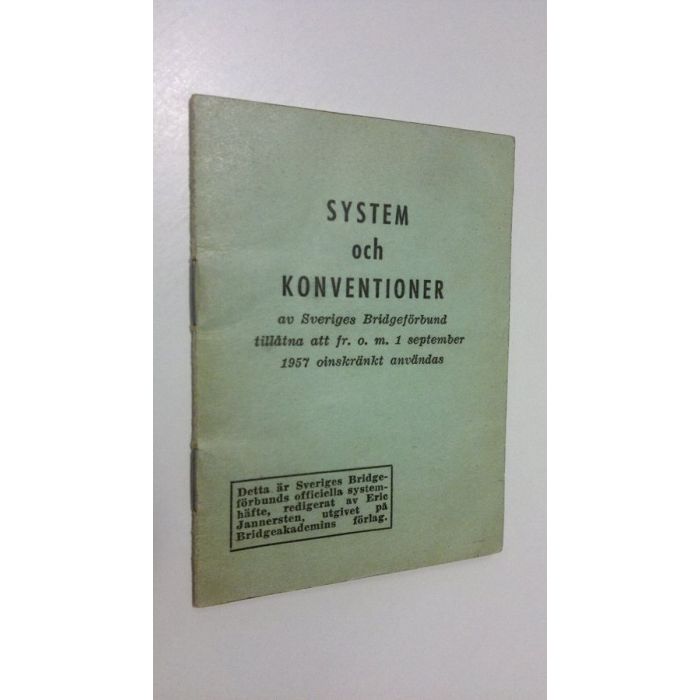 SYSTEM
och
KONVENTIONER
av Sveriges Bridgeförbund
tillåtna att fr. o. m. 1 september
1957 oinskränkt användas
Detta är Sveriges Bridge-
förbunds officiella system-
häfte, redigerat av Eric
Jannersten, utgivet på
Bridgeakademins förlag.